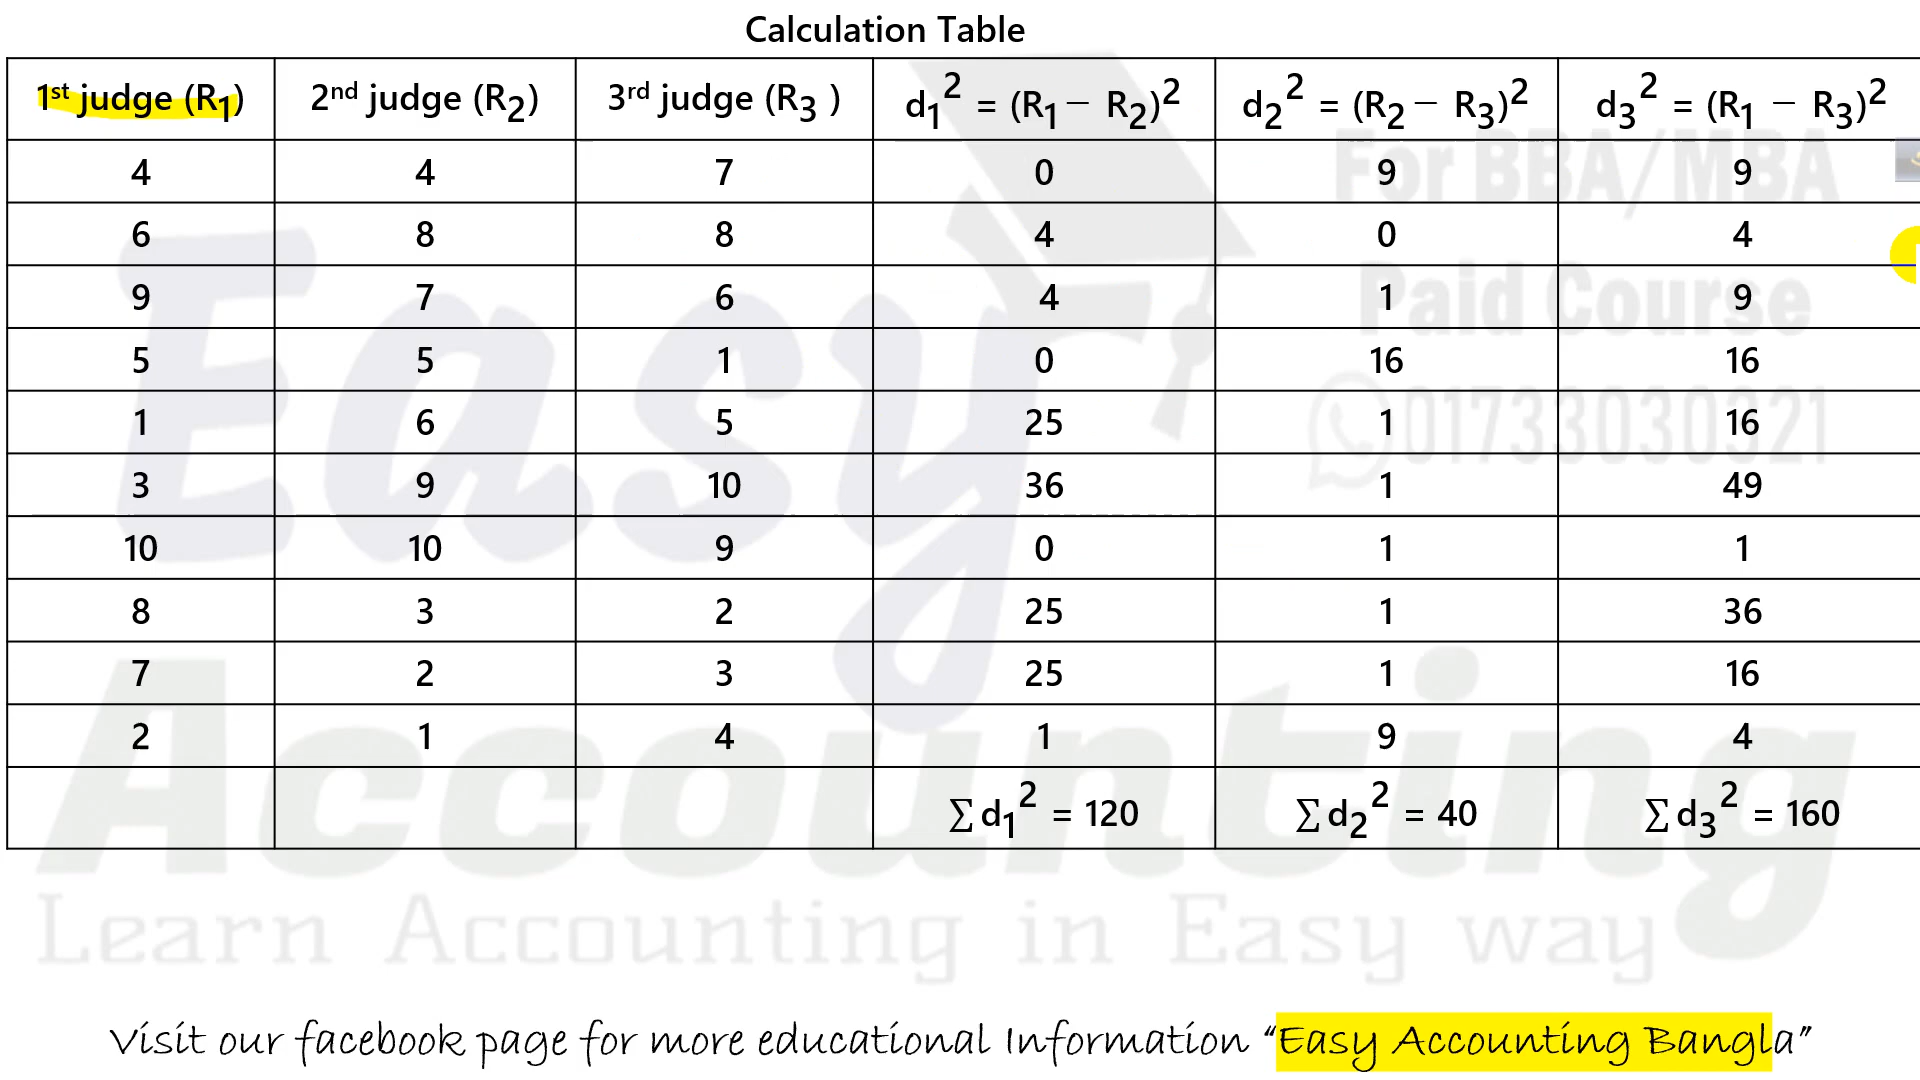 Calculation Table
1st judge (R1) 2nd judge (R2) 3rd judge (R3 ) d1² = (R1 − R2)² d2² = (R2 − R3)² d3² = (R1 − R3)²
4 4 7 0 9 9
6 8 8 4 0 4
9 7 6 4 1 9
5 5 1 0 16 16
1 6 5 25 1 16
3 9 10 36 1 49
10 10 9 0 1 1
8 3 2 25 1 36
7 2 3 25 1 16
2 1 4 1 9 4
∑ d1² = 120 ∑ d2² = 40 ∑ d3² = 160
For BBA/MBA
Paid Course
01733030321
Easy
Accounting
Learn Accounting in Easy way
Visit our facebook page for more educational Information “Easy Accounting Bangla”